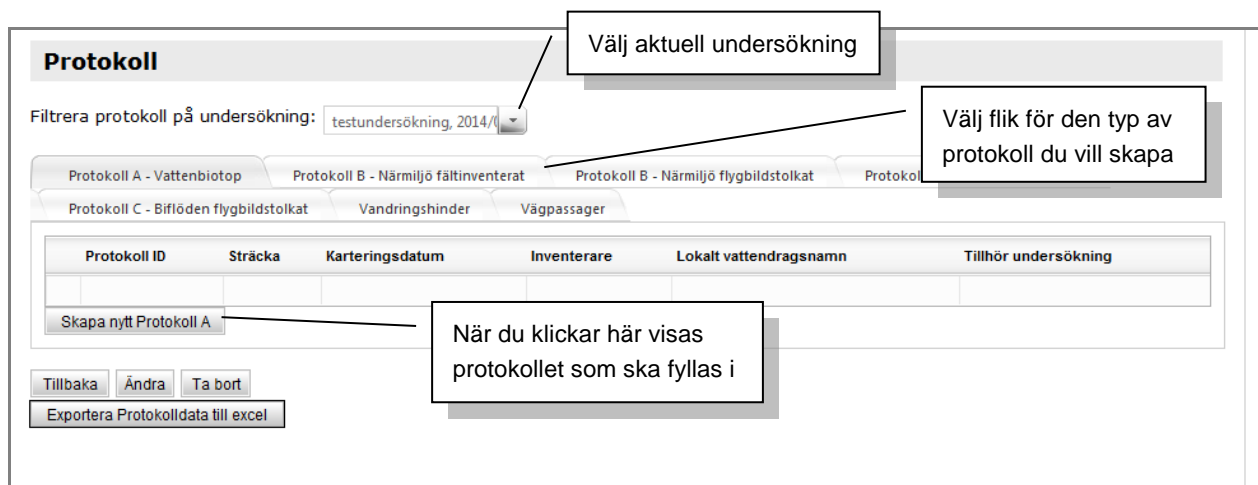 Välj aktuell undersökning
Protokoll
Filtrera protokoll på undersökning: testundersökning, 2014/
Välj flik för den typ av
protokoll du vill skapa
Protokoll A - Vattenbiotop Protokoll B - Närmiljö fältinventerat Protokoll B - Närmiljö flygbildstolkat Protokol
Protokoll C - Biflöden flygbildstolkat Vandringshinder Vägpassager
Protokoll ID Sträcka Karteringsdatum Inventerare Lokalt vattendragsnamn Tillhör undersökning
Skapa nytt Protokoll A
När du klickar här visas
protokollet som ska fyllas i
Tillbaka Ändra Ta bort
Exportera Protokolldata till excel